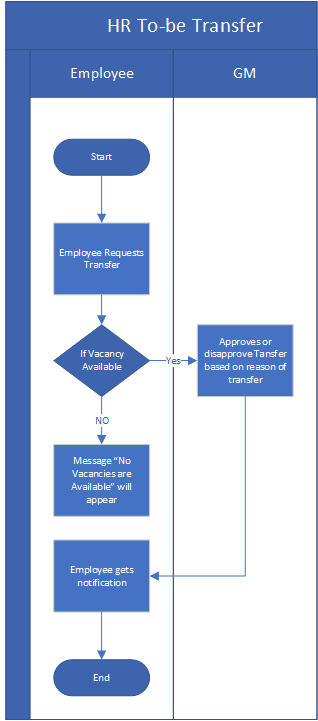 HR To-be Transfer
Employee
GM
Start
Employee Requests
Transfer
If Vacancy
Available
Yes
Approves or
disapprove Tansfer
based on reason of
transfer
NO
Message “No
Vacancies are
Available” will
appear
Employee gets
notification
End